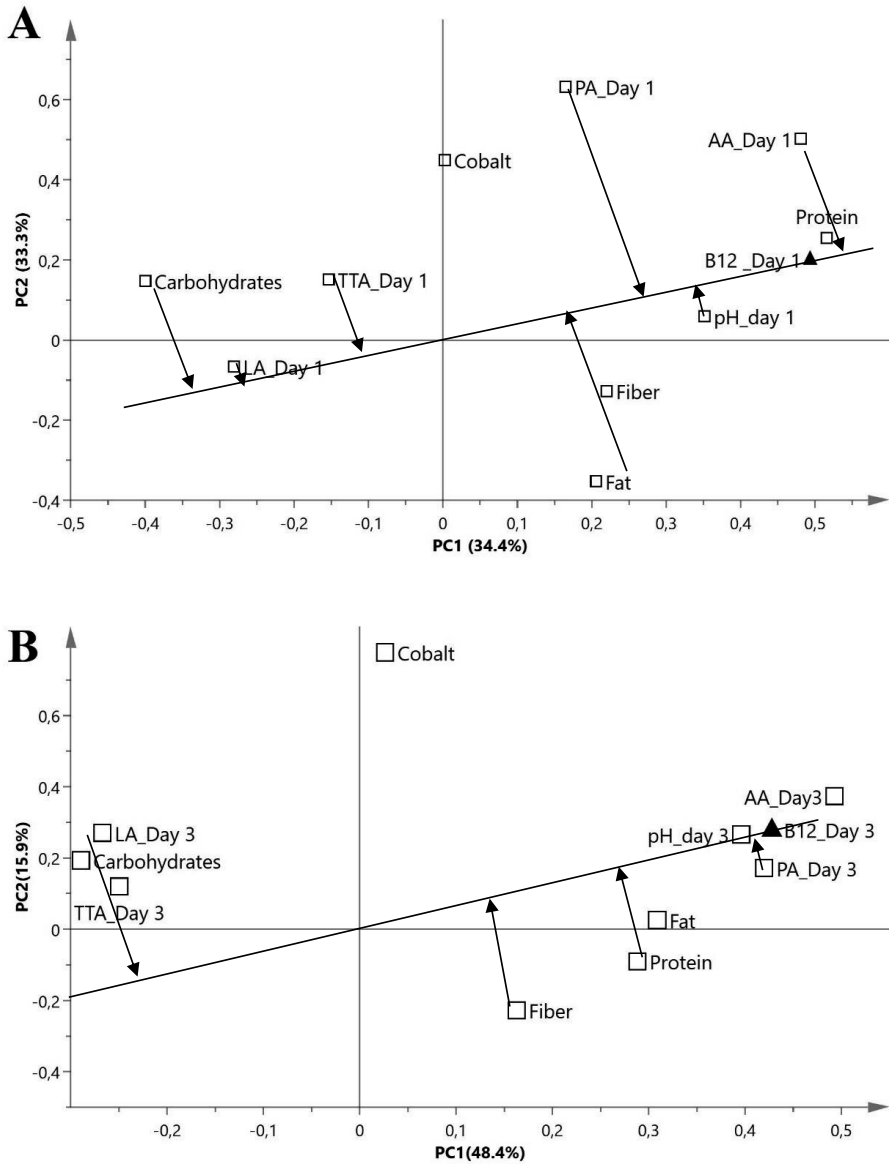 A
0,6
PA_Day 1
AA_Day 1
Cobalt
0,4
Protein
0,2
B12 _Day 1
Carbohydrates
TTA_Day 1
pH_day 1
PC2 (33.3%)
0
LA_Day 1
Fiber
-0,2
Fat
-0,4
-0,5 -0,4 -0,3 -0,2 -0,1 0 0,1 0,2 0,3 0,4 0,5
PC1 (34.4%)
B
Cobalt
0,6
0,4
AA_Day3
LA_Day 3
pH_day 3
B12_Day 3
0,2
Carbohydrates
PA_Day 3
TTA_Day 3
Fat
PC2(15.9%)
0
Protein
-0,2
Fiber
-0,4
-0,2 -0,1 0 0,1 0,2 0,3 0,4 0,5
PC1(48.4%)